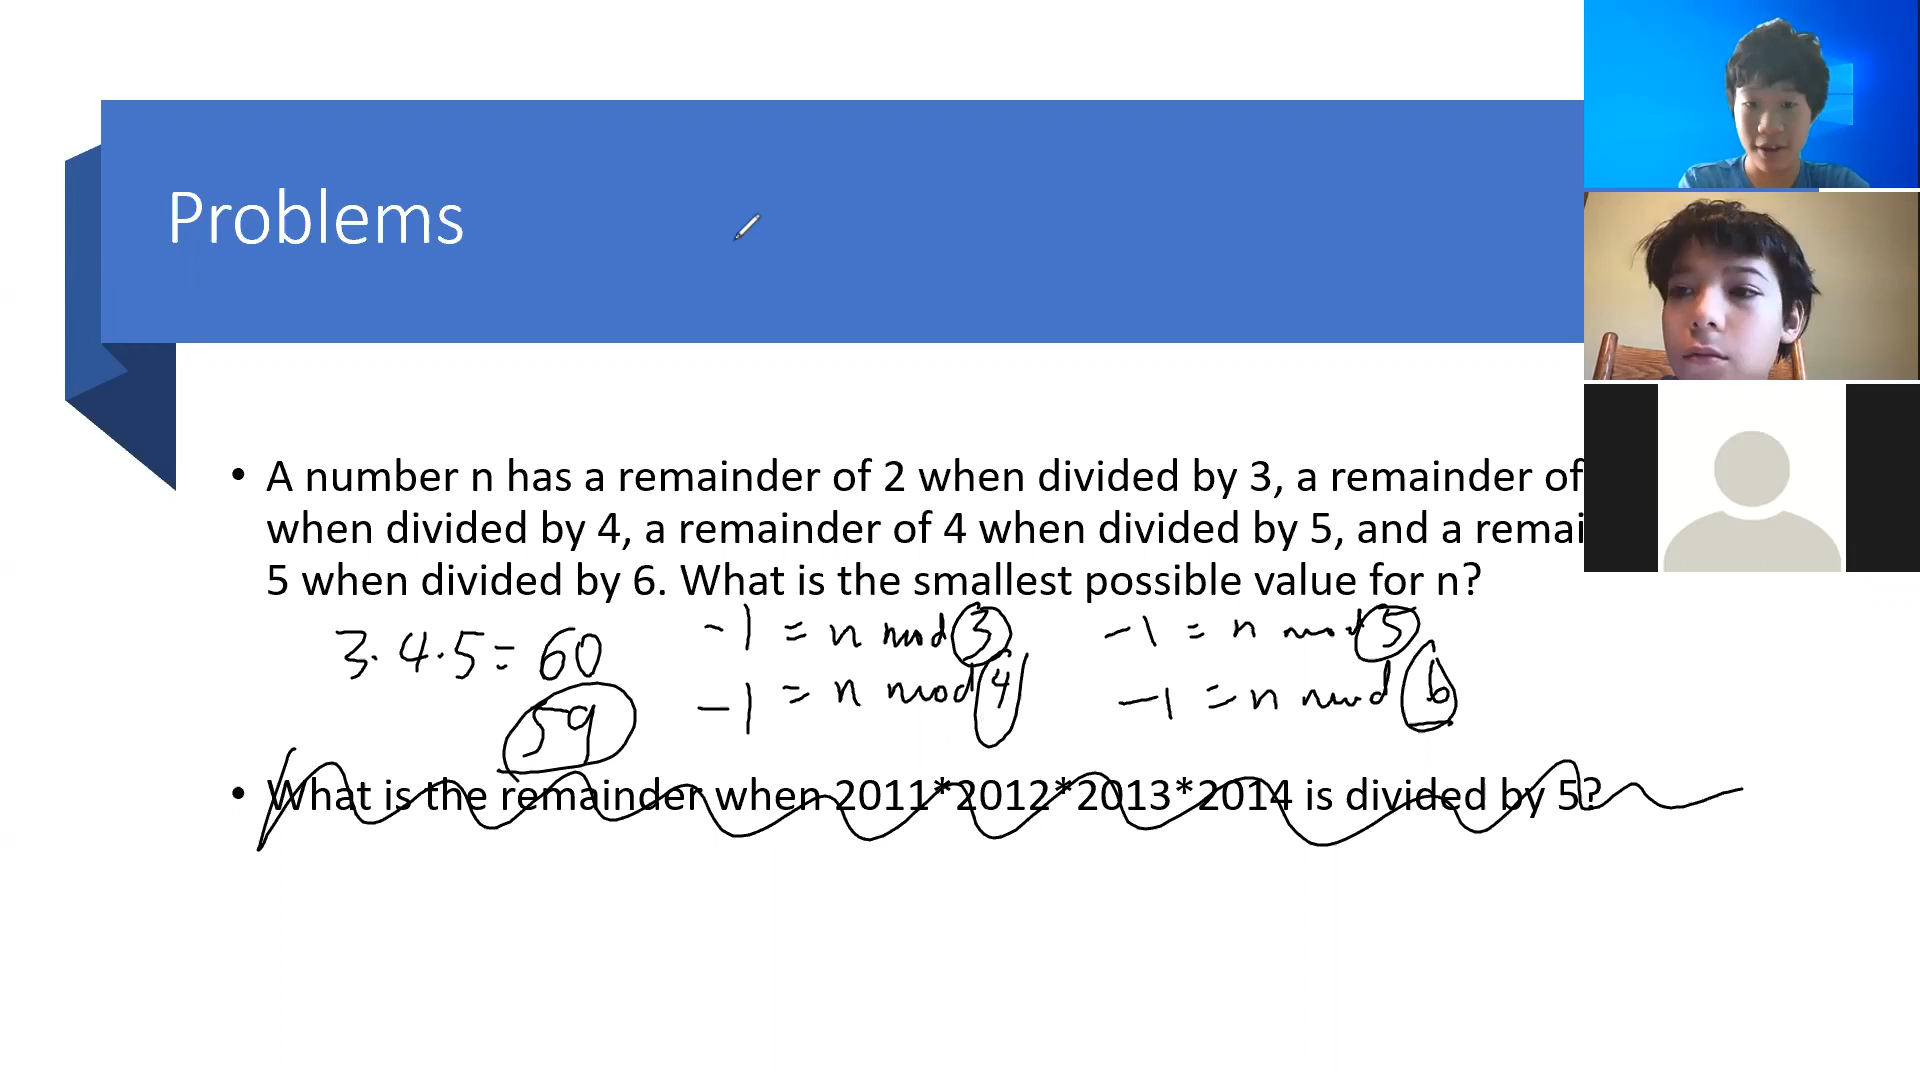 Problems
• A number n has a remainder of 2 when divided by 3, a remainder of
when divided by 4, a remainder of 4 when divided by 5, and a remai
5 when divided by 6. What is the smallest possible value for n?
3·4·5=60
59
-1 = n mod 3
-1 = n mod 4
-1 = n mod 5
-1 = n mod 6
• What is the remainder when 2011*2012*2013*2014 is divided by 5?